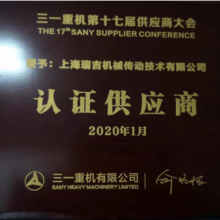 三一重机第十七届供应商大会
THE 17th SANY SUPPLIER CONFERENCE
授予：上海瑞吉机械传动技术有限公司
认证供应商
2020年1月
三一重机有限公司
SANY HEAVY MACHINERY LIMITED